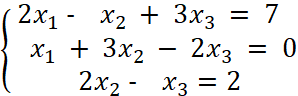 2x₁ - x₂ + 3x₃ = 7
x₁ + 3x₂ − 2x₃ = 0
2x₂ - x₃ = 2